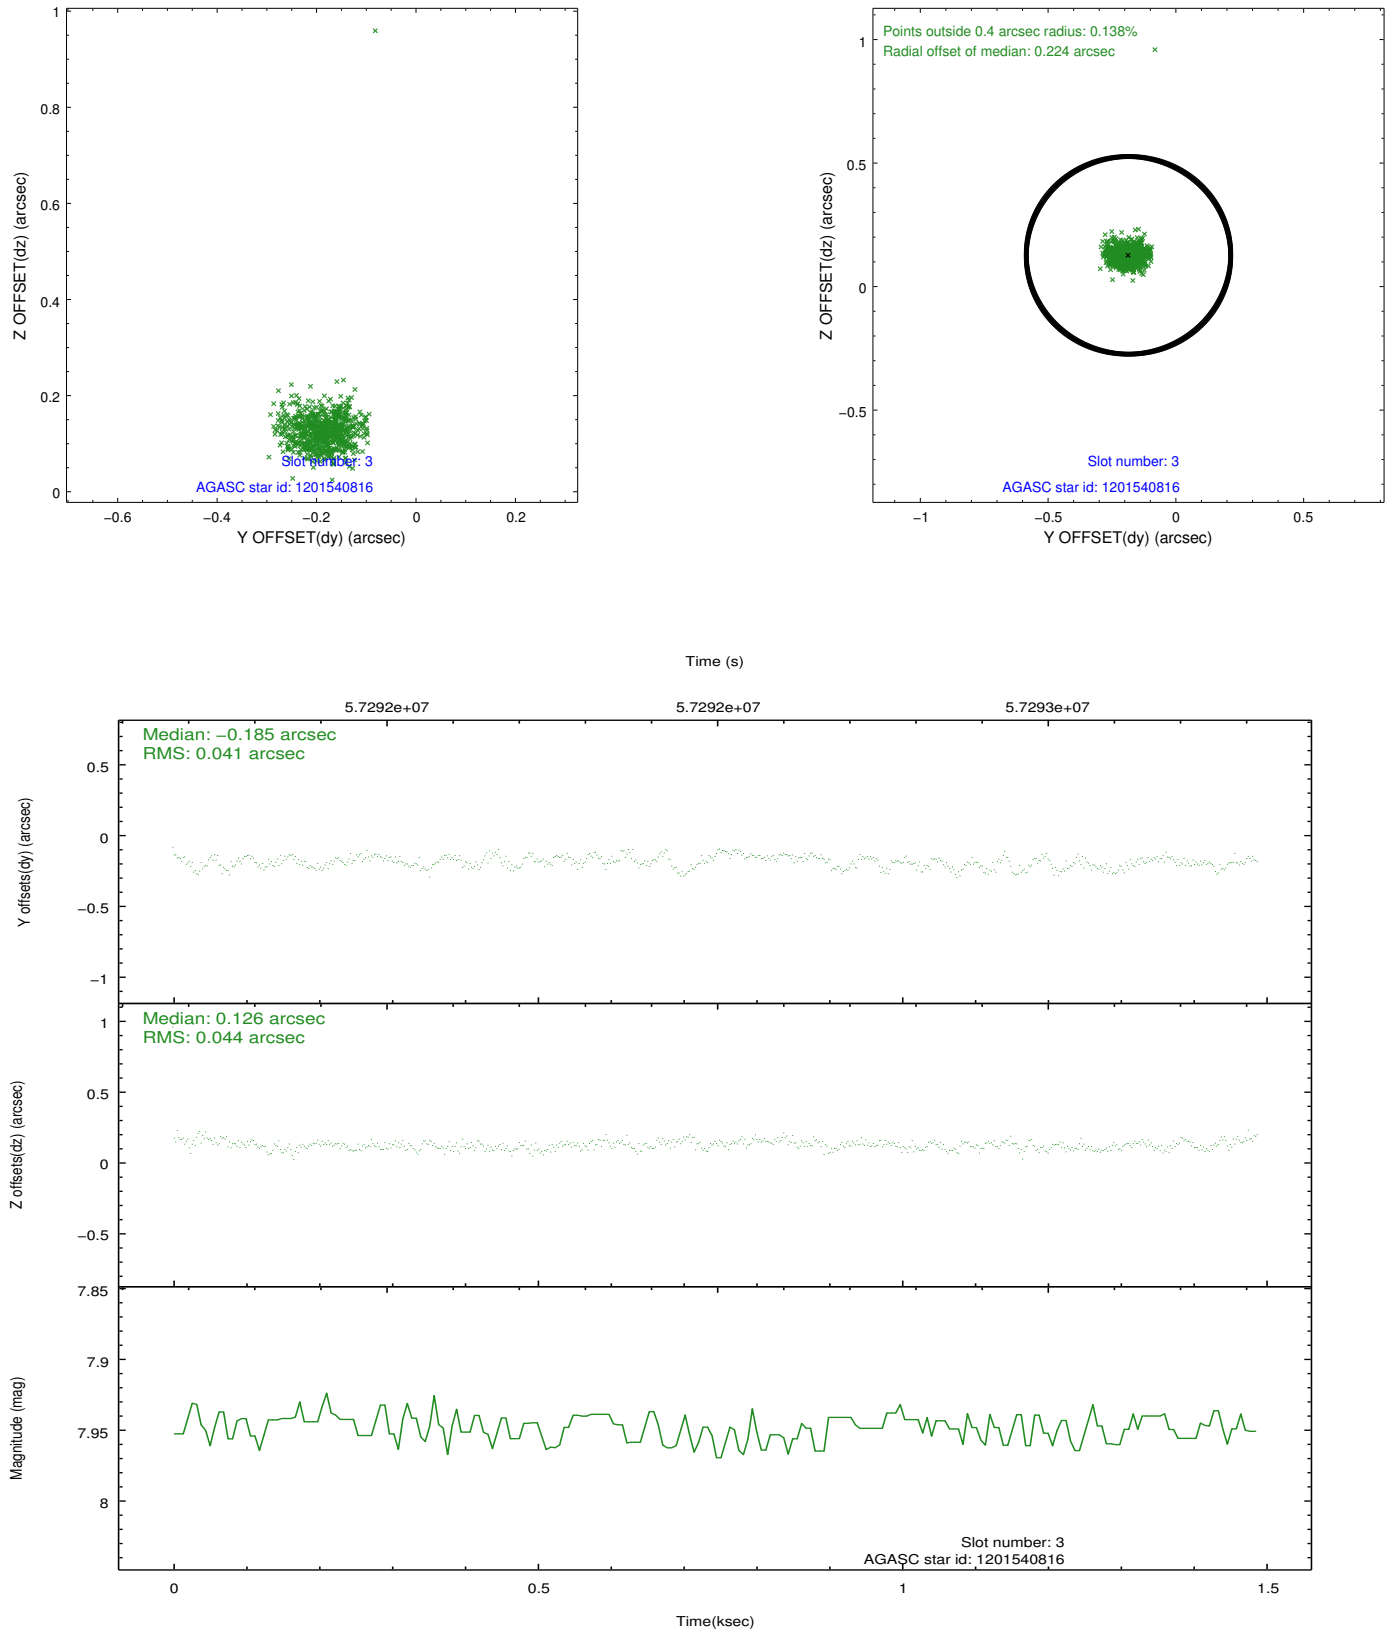 1
0.8
0.6
0.4
0.2
0
Z OFFSET(dz) (arcsec)
Slot number: 3
AGASC star id: 1201540816
−0.6 −0.4 −0.2 0 0.2
Y OFFSET(dy) (arcsec)
Points outside 0.4 arcsec radius: 0.138%
Radial offset of median: 0.224 arcsec
1
0.5
0
−0.5
Z OFFSET(dz) (arcsec)
Slot number: 3
AGASC star id: 1201540816
−1 −0.5 0 0.5
Y OFFSET(dy) (arcsec)
Time (s)
5.7292e+07 5.7292e+07 5.7293e+07
Median: −0.185 arcsec
RMS: 0.041 arcsec
0.5
0
−0.5
−1
Y offsets(dy) (arcsec)
Median: 0.126 arcsec
RMS: 0.044 arcsec
1
0.5
0
−0.5
Z offsets(dz) (arcsec)
7.85
7.9
7.95
8
Magnitude (mag)
Slot number: 3
AGASC star id: 1201540816
0 0.5 1 1.5
Time(ksec)